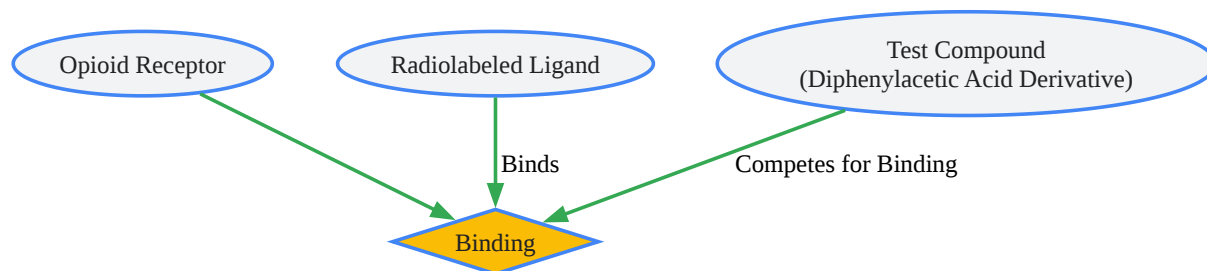 Opioid Receptor
Radiolabeled Ligand
Test Compound
(Diphenylacetic Acid Derivative)
Binds
Competes for Binding
Binding